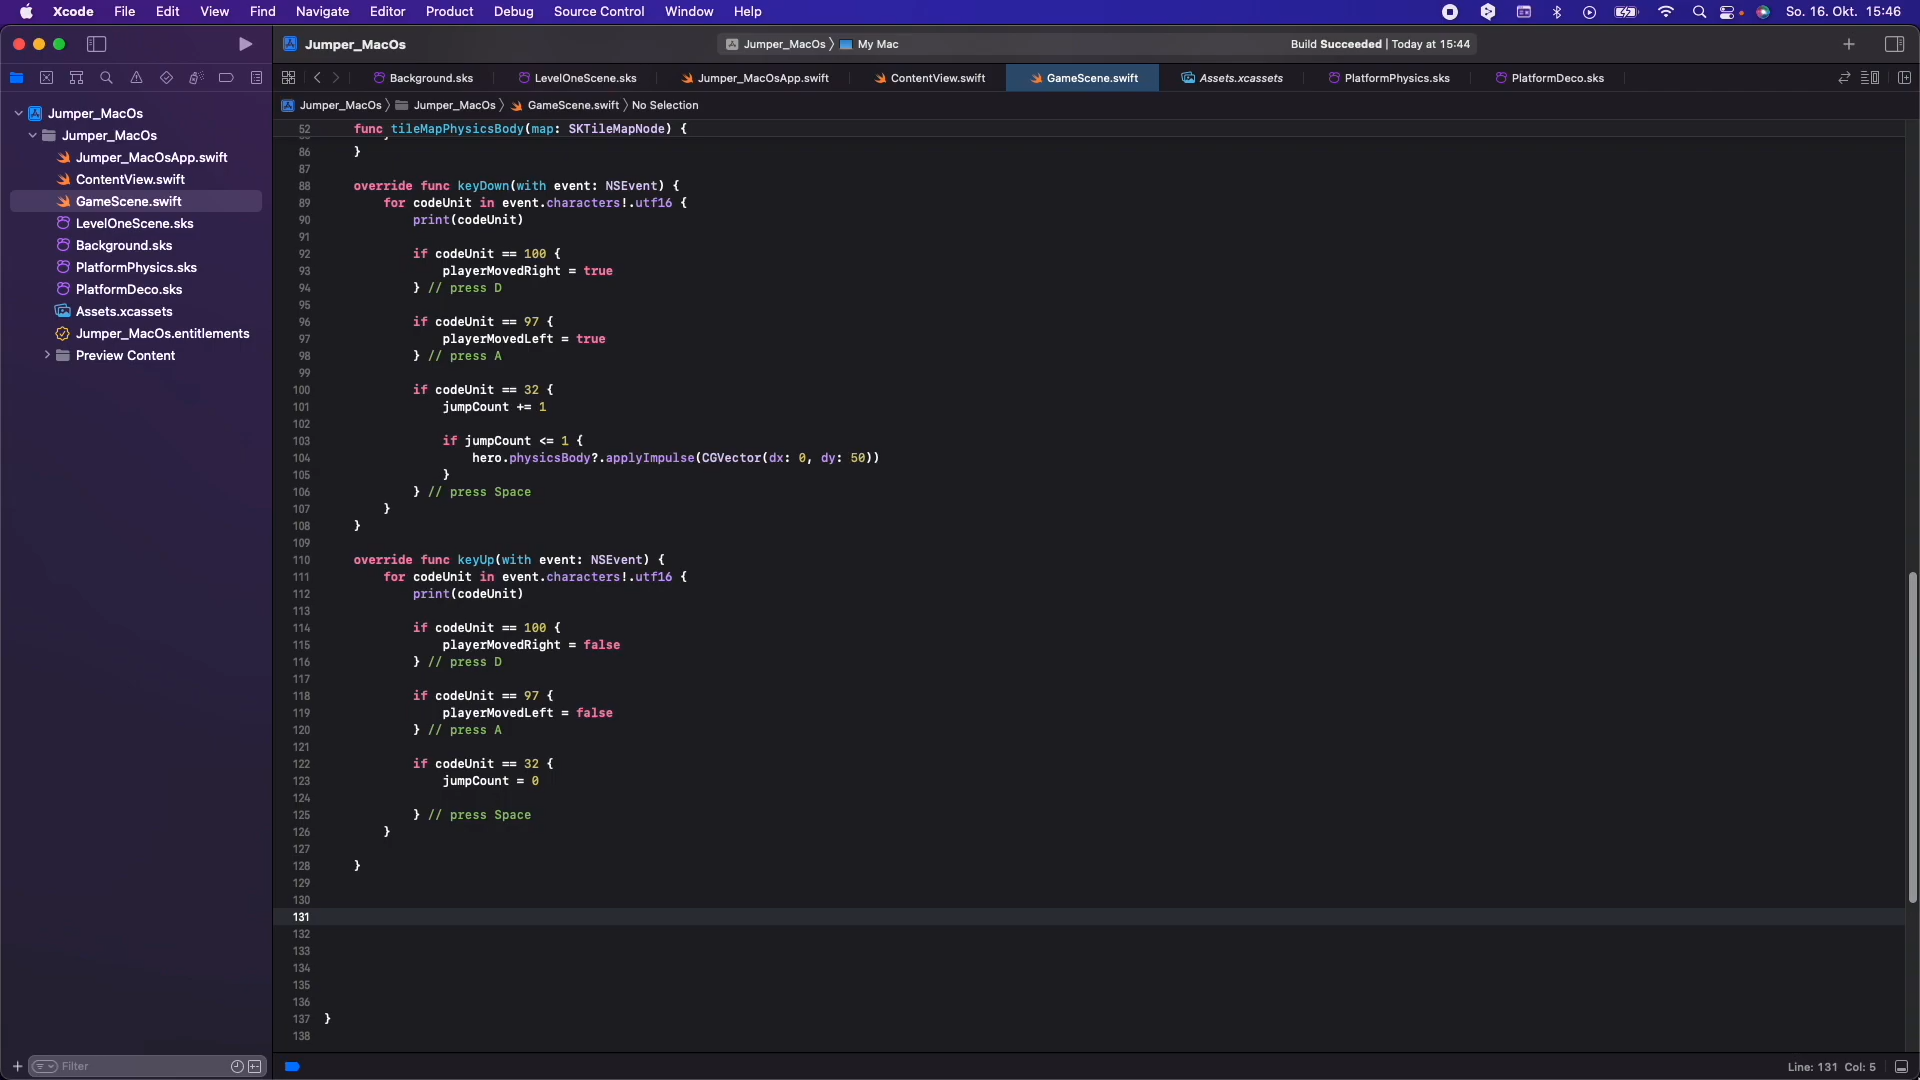 Xcode File Edit View Find Navigate Editor Product Debug Source Control Window Help So. 16. Okt. 15:46
Jumper_MacOs Jumper_MacOs My Mac Build Succeeded | Today at 15:44
Background.sks LevelOneScene.sks Jumper_MacOsApp.swift ContentView.swift GameScene.swift Assets.xcassets PlatformPhysics.sks PlatformDeco.sks
Jumper_MacOs Jumper_MacOs GameScene.swift No Selection
Jumper_MacOs
Jumper_MacOs
Jumper_MacOsApp.swift
ContentView.swift
GameScene.swift
LevelOneScene.sks
Background.sks
PlatformPhysics.sks
PlatformDeco.sks
Assets.xcassets
Jumper_MacOs.entitlements
Preview Content
Filter
52 func tileMapPhysicsBody(map: SKTileMapNode) {
86 }
87
88 override func keyDown(with event: NSEvent) {
89 for codeUnit in event.characters!.utf16 {
90 print(codeUnit)
91
92 if codeUnit == 100 {
93 playerMovedRight = true
94 } // press D
95
96 if codeUnit == 97 {
97 playerMovedLeft = true
98 } // press A
99
100 if codeUnit == 32 {
101 jumpCount += 1
102
103 if jumpCount <= 1 {
104 hero.physicsBody?.applyImpulse(CGVector(dx: 0, dy: 50))
105 }
106 } // press Space
107 }
108 }
109
110 override func keyUp(with event: NSEvent) {
111 for codeUnit in event.characters!.utf16 {
112 print(codeUnit)
113
114 if codeUnit == 100 {
115 playerMovedRight = false
116 } // press D
117
118 if codeUnit == 97 {
119 playerMovedLeft = false
120 } // press A
121
122 if codeUnit == 32 {
123 jumpCount = 0
124
125 } // press Space
126 }
127
128 }
129
130
131
132
133
134
135
136
137 }
138
Line: 131 Col: 5